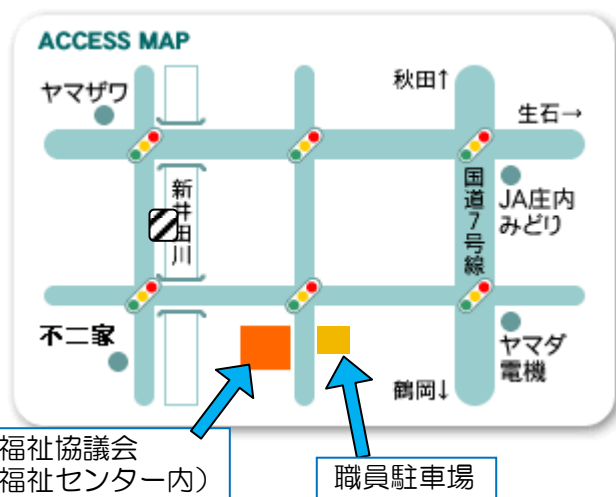 ACCESS MAP
ヤマザワ
秋田↑
生石→
新井田川
国道7号線
JA庄内
みどり
不二家
ヤマダ
電機
鶴岡↓
福祉協議会
福祉センター内）
職員駐車場